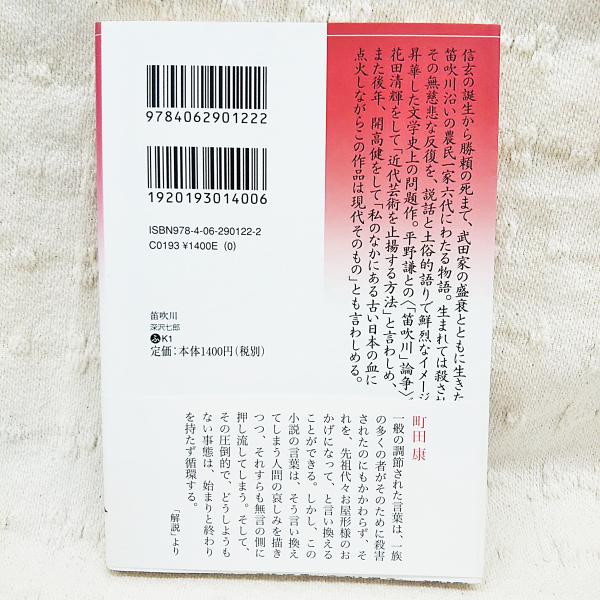 信玄の誕生から勝頼の死まで、武田家の盛衰とともに生きた
笛吹川沿いの農民一家六代にわたる物語。生まれては殺され
その無慈悲な反復を、説話と土俗的語りで鮮烈なイメージ
昇華した文学史上の問題作。平野謙との〈「笛吹川」論争〉
花田清輝をして「近代芸術を止揚する方法」と言わしめ、
また後年、開高健をして「私のなかにある古い日本の血に
点火しながらこの作品は現代そのもの」とも言わしめる。
9784062901222
1920193014006
ISBN978-4-06-290122-2
C0193 ¥1400E (0)
笛吹川
深沢七郎
ふK1
定価:本体1400円(税別)
町田 康
一般の調節された言葉は、一族
の多くの者がそのために殺害
されたのにもかかわらず、そ
れを、先祖代々お屋形様のお
かげになって、と言い換える
ことができる。しかし、この
小説の言葉は、そう言い換え
てしまう人間の哀しみを描き
つつ、それすらも無言の側に
押し流してしまう。そして、
その圧倒的で、どうしようも
ない事態は、始まりと終わり
を持たず循環する。
「解説」より